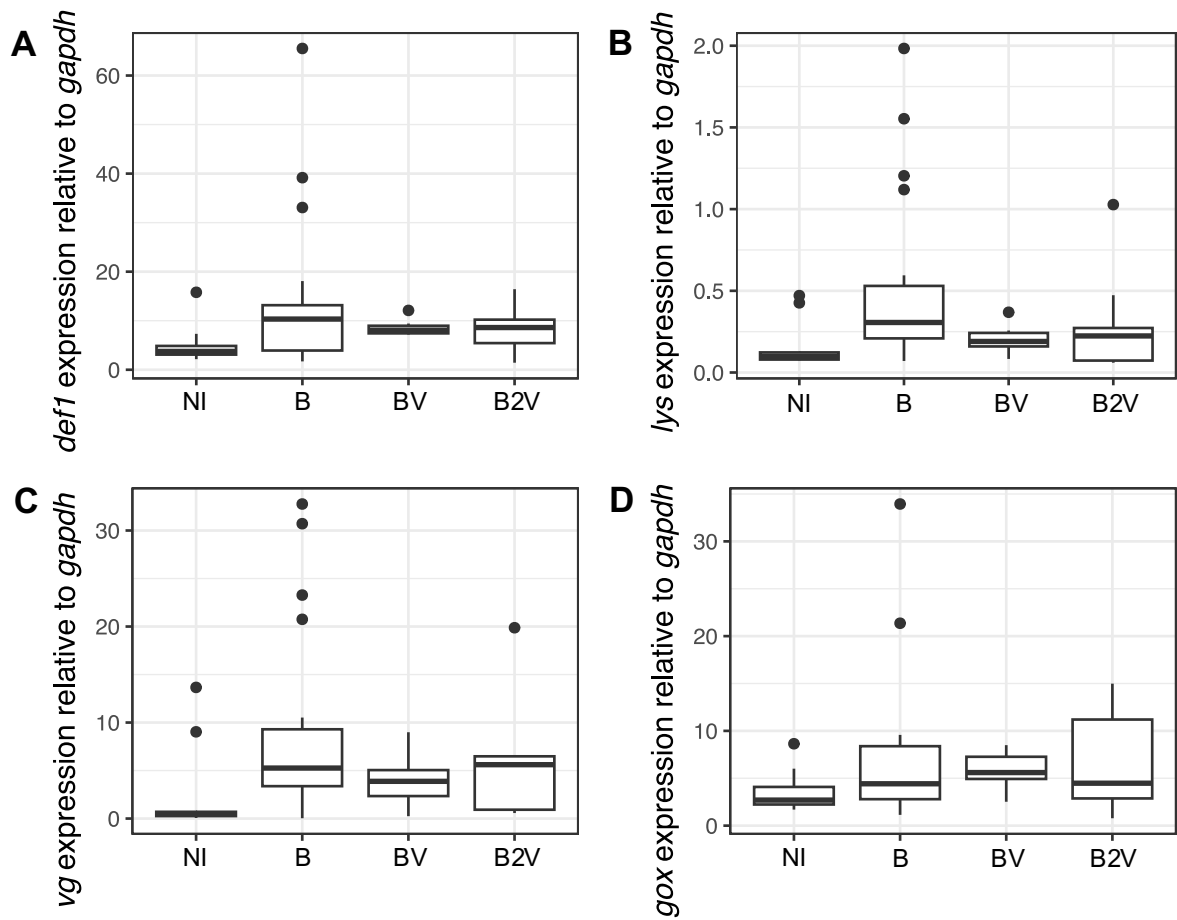 A
def1 expression relative to gapdh
60
40
20
0
NI B BV B2V
B
lys expression relative to gapdh
2.0
1.5
1.0
0.5
0.0
NI B BV B2V
C
vg expression relative to gapdh
30
20
10
0
NI B BV B2V
D
gox expression relative to gapdh
30
20
10
0
NI B BV B2V